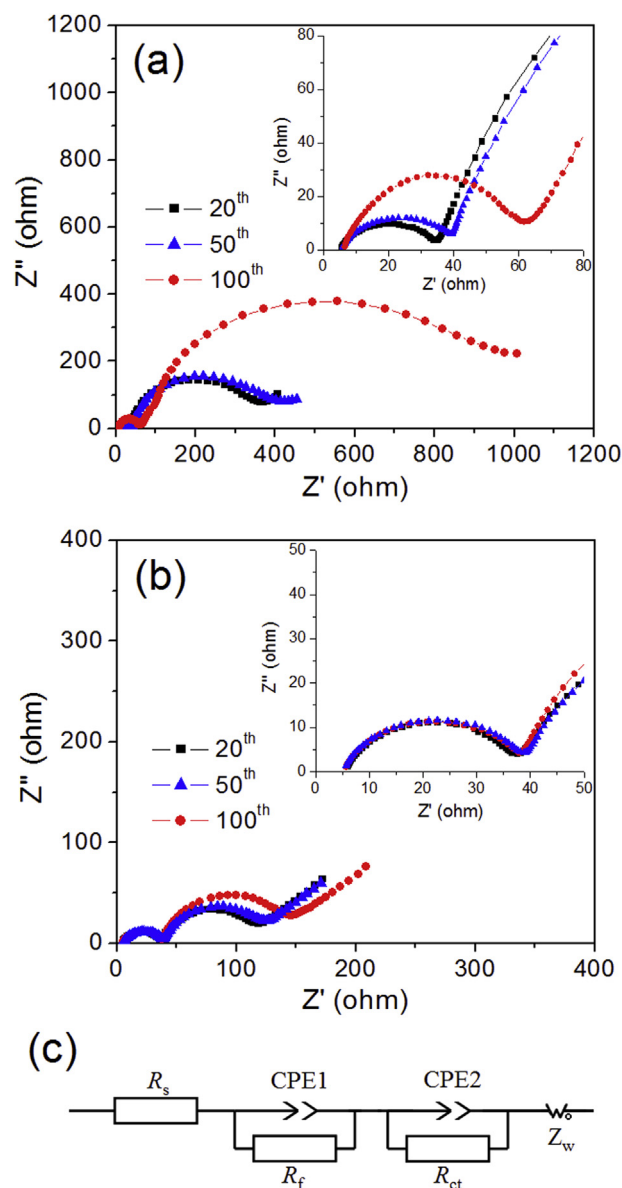 (a)
1200
1000
800
600
400
200
0
Z" (ohm)
0 200 400 600 800 1000 1200
Z' (ohm)
20th
50th
100th
80
60
40
20
0
Z" (ohm)
0 20 40 60 80
Z' (ohm)
(b)
400
300
200
100
0
Z" (ohm)
0 100 200 300 400
Z' (ohm)
20th
50th
100th
50
40
30
20
10
0
Z" (ohm)
0 10 20 30 40 50
Z' (ohm)
(c)
Rs CPE1 CPE2
Rf Rct Zw